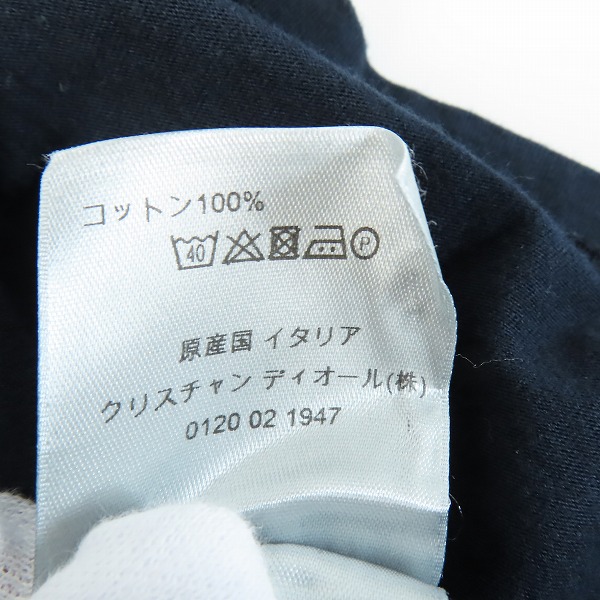 コットン100%
40 P
原産国 イタリア
クリスチャン ディオール(株)
0120 02 1947